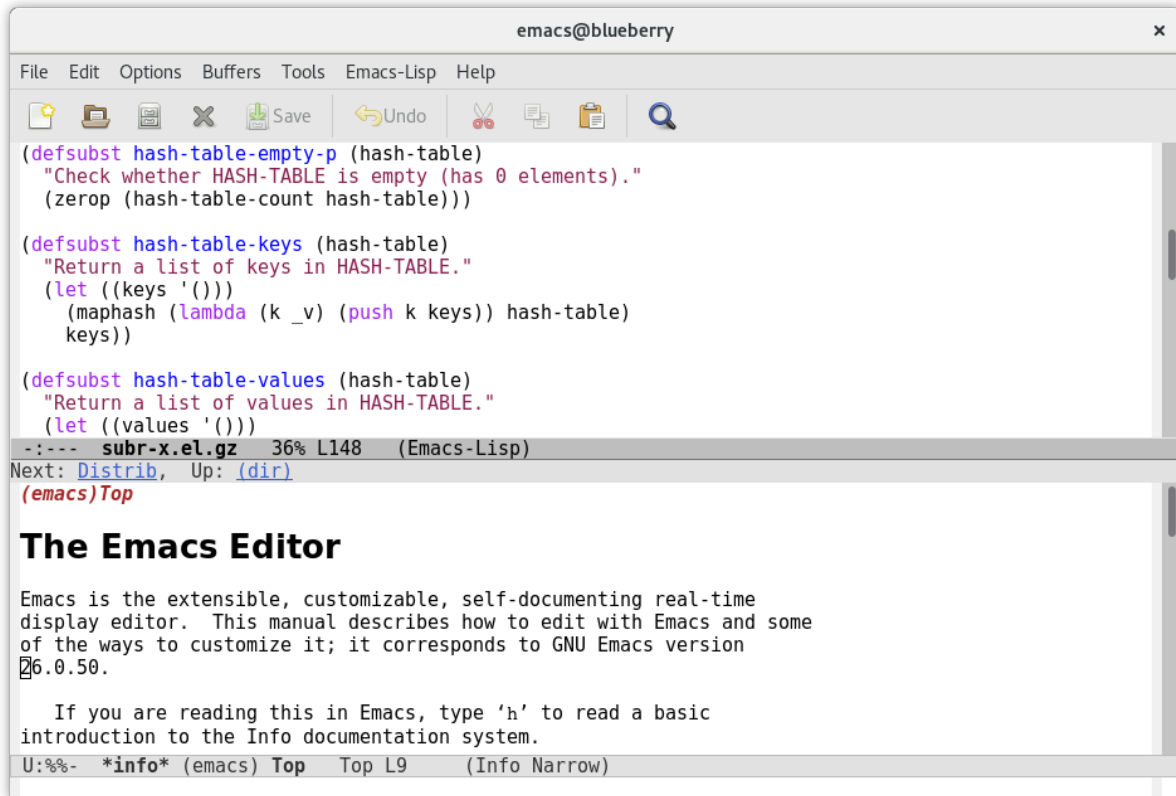 emacs@blueberry ×
File Edit Options Buffers Tools Emacs-Lisp Help
Save Undo
(defsubst hash-table-empty-p (hash-table)
  "Check whether HASH-TABLE is empty (has 0 elements)."
  (zerop (hash-table-count hash-table)))
(defsubst hash-table-keys (hash-table)
  "Return a list of keys in HASH-TABLE."
  (let ((keys '()))
    (maphash (lambda (k _v) (push k keys)) hash-table)
    keys))
(defsubst hash-table-values (hash-table)
  "Return a list of values in HASH-TABLE."
  (let ((values '()))
-:---  subr-x.el.gz   36% L148   (Emacs-Lisp)
Next: Distrib,  Up: (dir)
(emacs)Top
The Emacs Editor
Emacs is the extensible, customizable, self-documenting real-time
display editor.  This manual describes how to edit with Emacs and some
of the ways to customize it; it corresponds to GNU Emacs version
26.0.50.
   If you are reading this in Emacs, type ‘h’ to read a basic
introduction to the Info documentation system.
U:%%-  *info* (emacs) Top   Top L9     (Info Narrow)